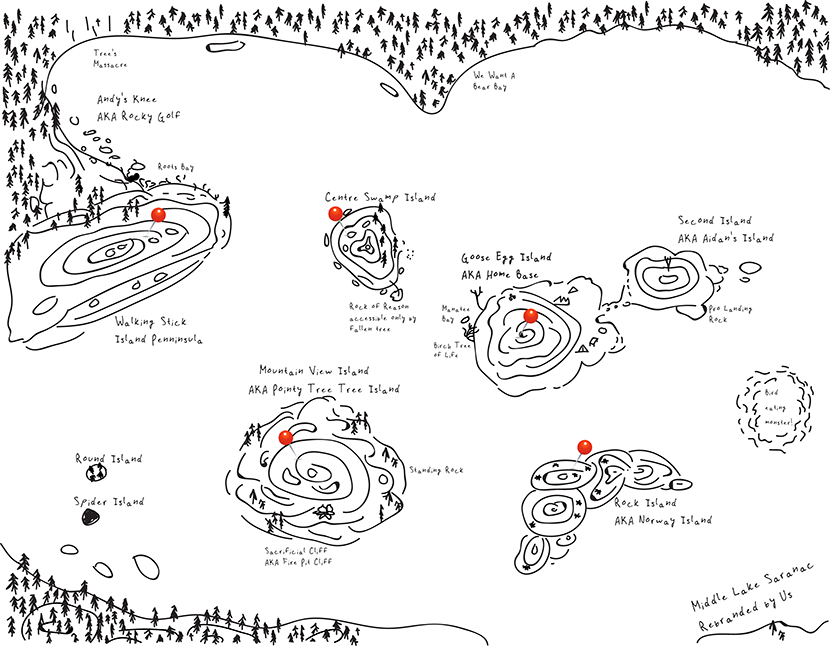 Tree's
Massacre
We Want A
Bear Bay
Andy's Knee
AKA Rocky Golf
Roots Bay
Centre Swamp Island
Second Island
AKA Aidan's Island
Goose Egg Island
AKA Home Base
Rock of Reason
accessible only by
Fallen tree
Manatee
Bay
Pro Landing
Rock
Walking Stick
Island Penninsula
Birch Tree
of Life
Mountain View Island
AKA Pointy Tree Tree Island
Bird
eating
monster!
Round Island
Standing Rock
Spider Island
Rock Island
AKA Norway Island
Sacrificial Cliff
AKA Fire Pit Cliff
Middle Lake Saranac
Rebranded by Us